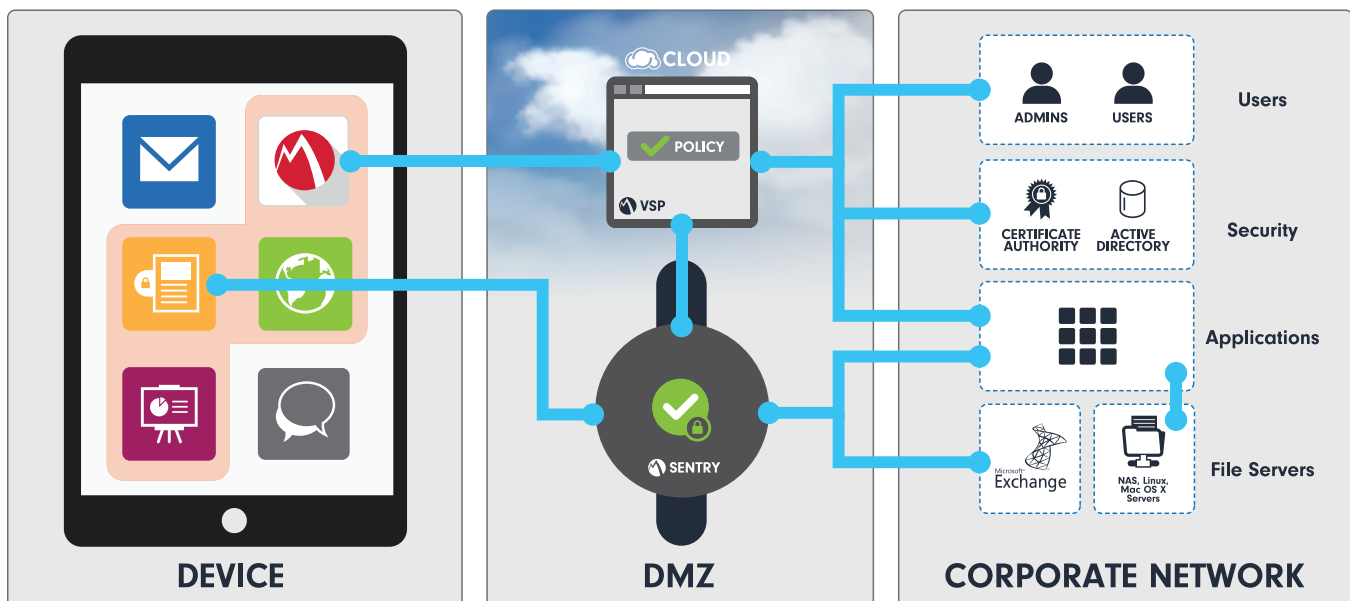 CLOUD
POLICY
VSP
SENTRY
ADMINS
USERS
Users
CERTIFICATE
AUTHORITY
ACTIVE
DIRECTORY
Security
Applications
Microsoft
Exchange
NAS, Linux,
Mac OS X
Servers
File Servers
DEVICE
DMZ
CORPORATE NETWORK